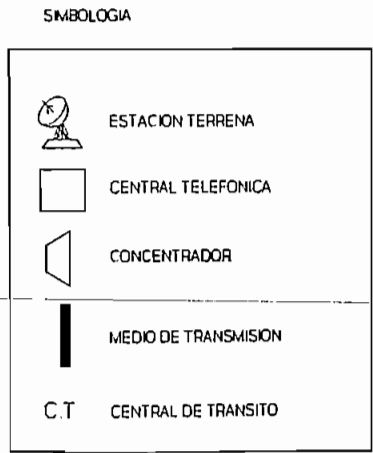 SIMBOLOGIA
ESTACION TERRENA
CENTRAL TELEFONICA
CONCENTRADOR
MEDIO DE TRANSMISION
C.T CENTRAL DE TRANSITO